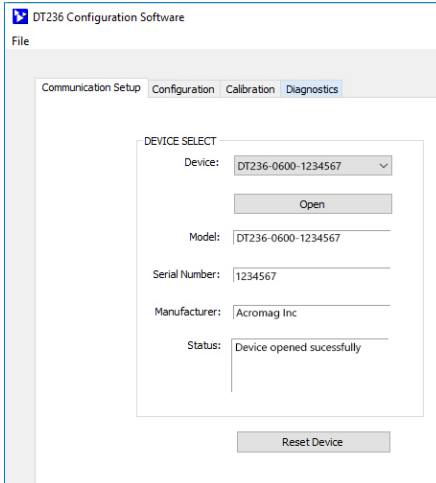 DT236 Configuration Software
File
Communication Setup Configuration Calibration Diagnostics
DEVICE SELECT
Device: DT236-0600-1234567
Open
Model: DT236-0600-1234567
Serial Number: 1234567
Manufacturer: Acromag Inc
Status: Device opened sucessfully
Reset Device